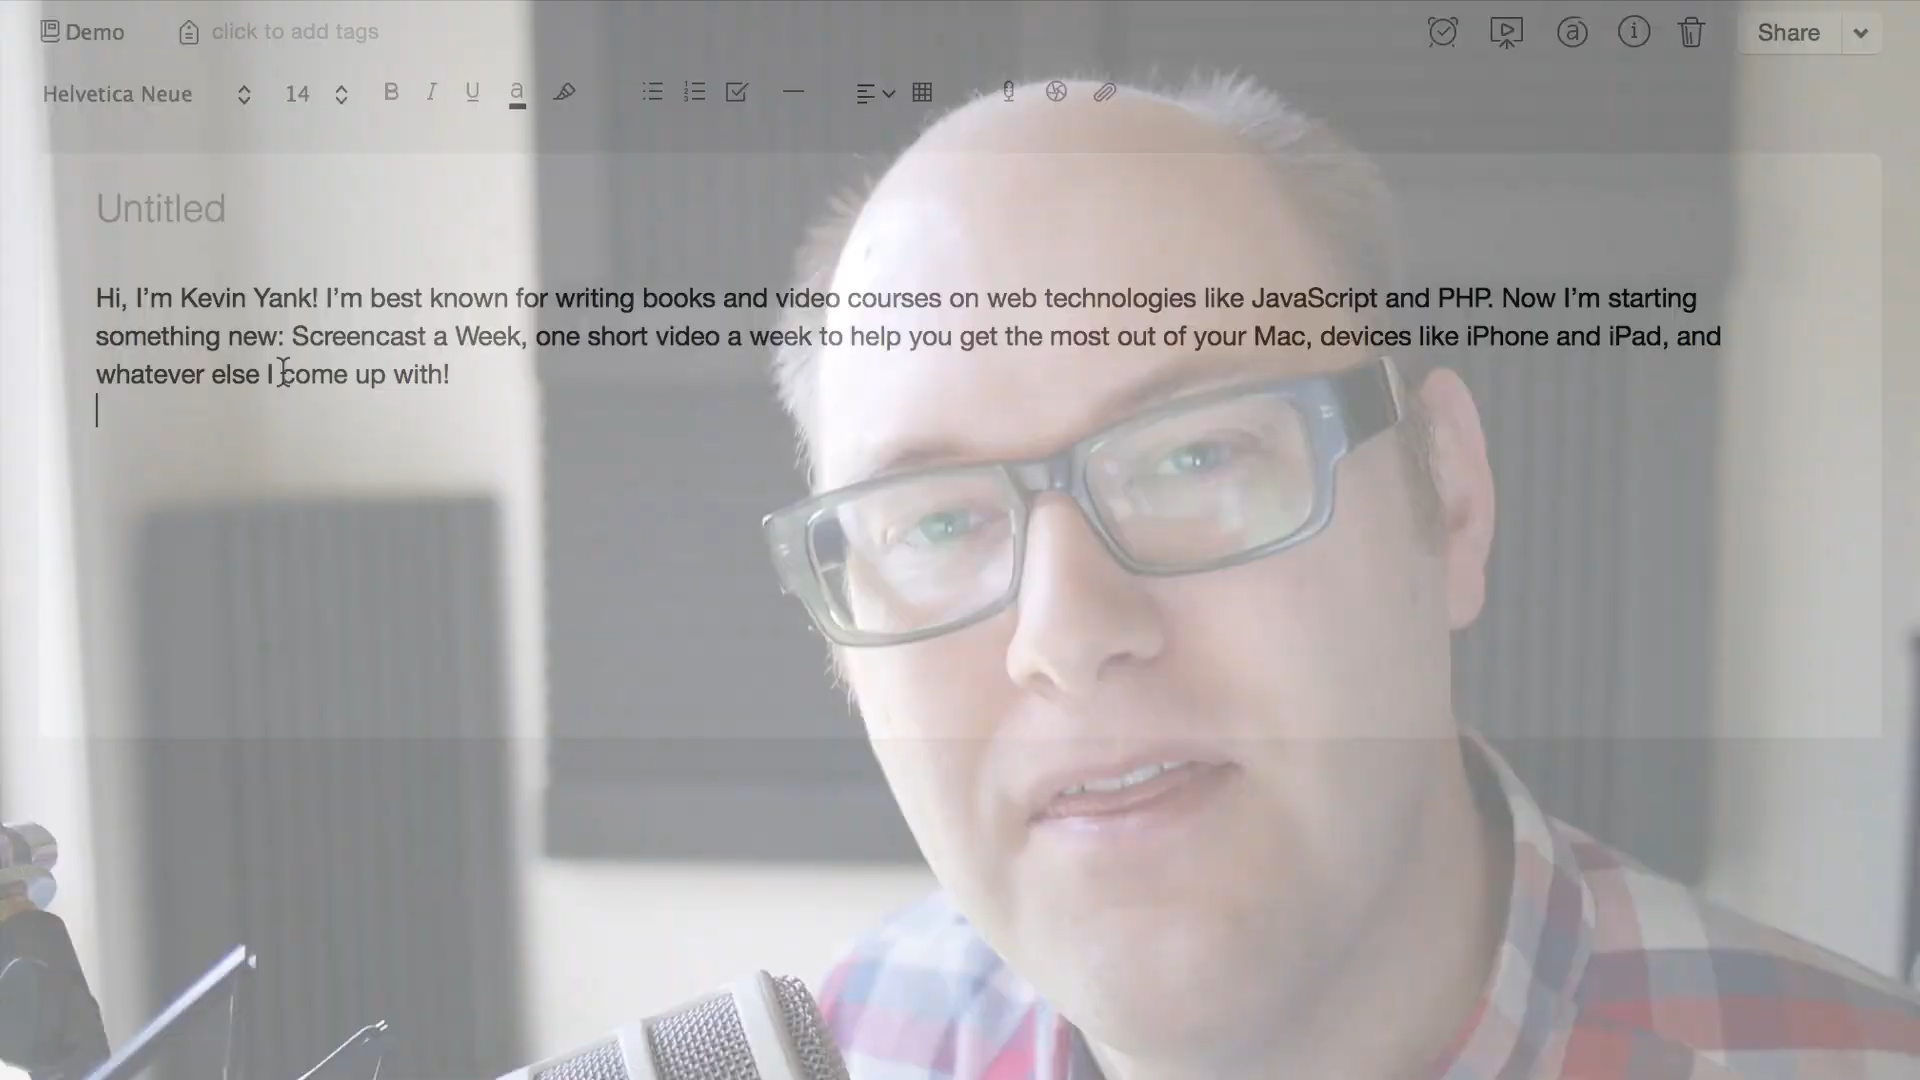 Demo click to add tags Share
Helvetica Neue 14 B I U a
Untitled
Hi, I’m Kevin Yank! I’m best known for writing books and video courses on web technologies like JavaScript and PHP. Now I’m starting
something new: Screencast a Week, one short video a week to help you get the most out of your Mac, devices like iPhone and iPad, and
whatever else I come up with!